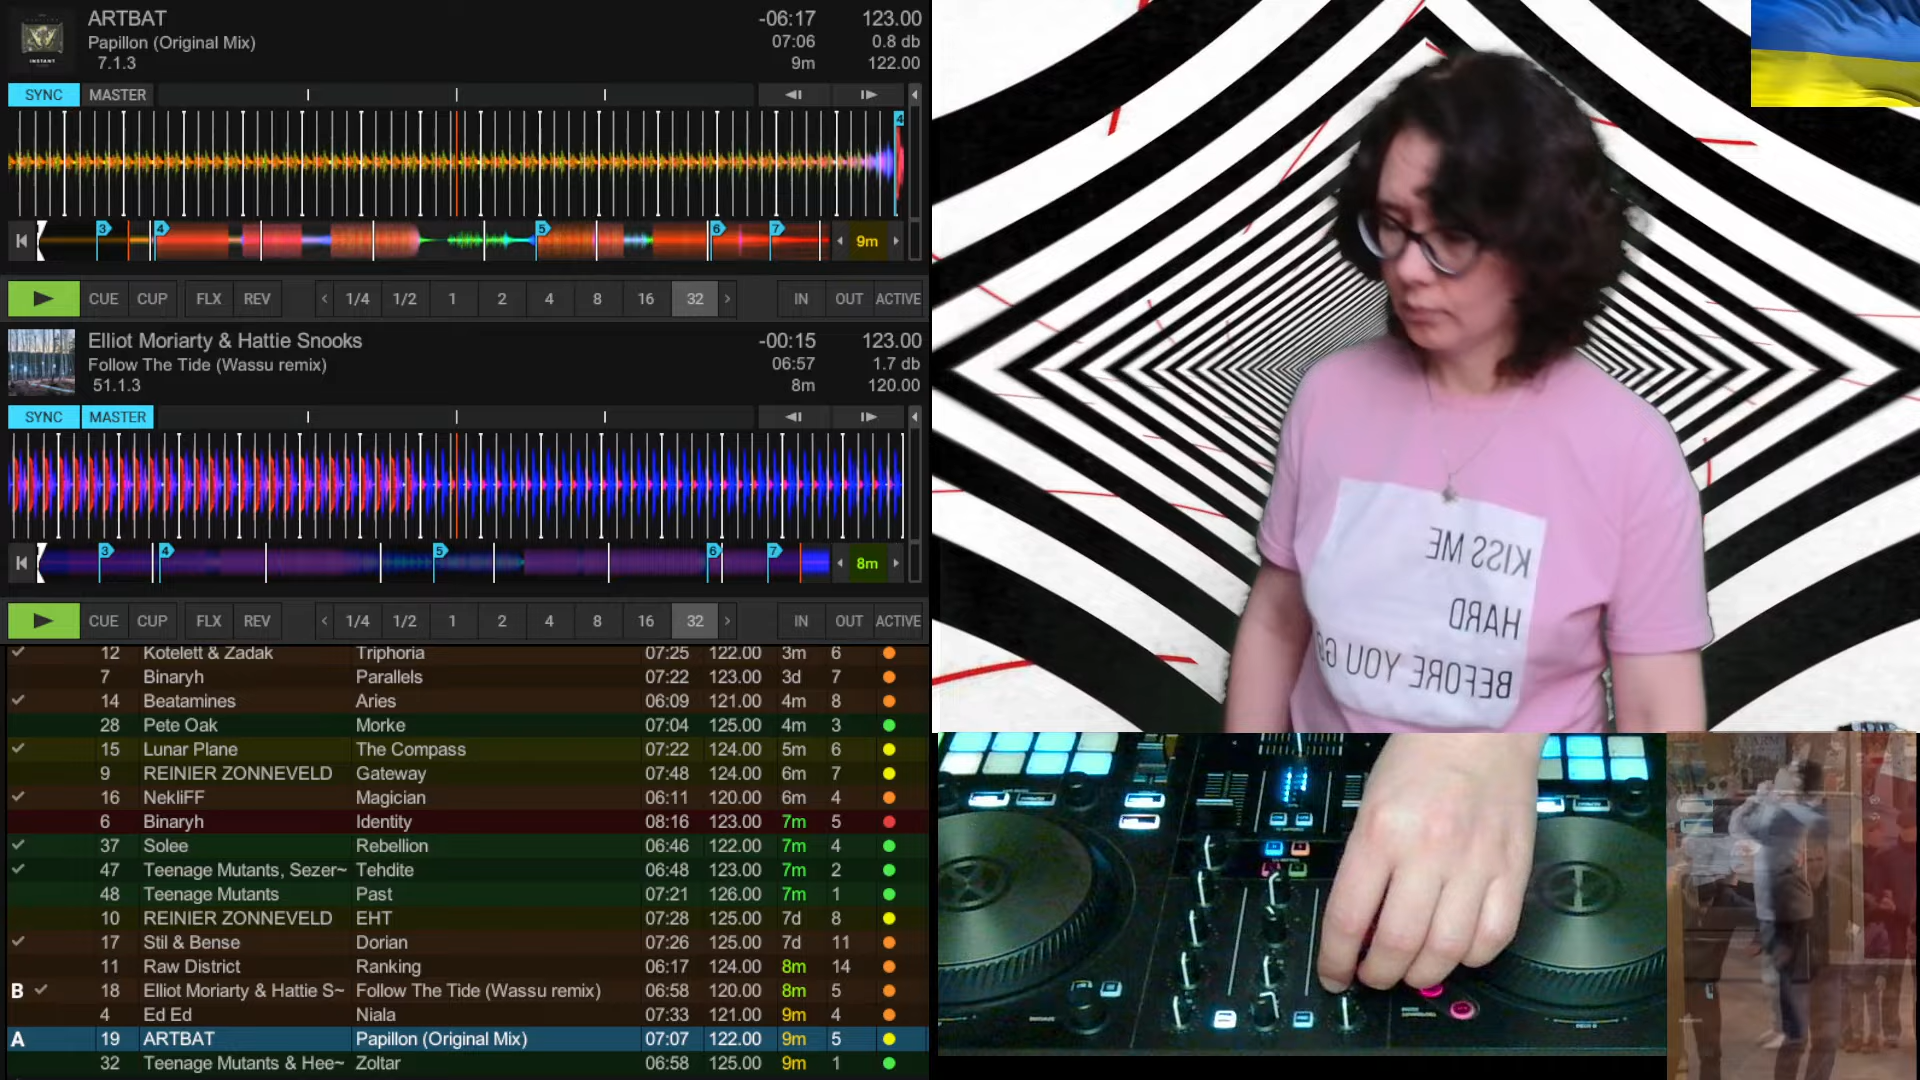 ARTBAT -06:17 123.00
Papillon (Original Mix) 07:06 0.8 db
7.1.3 9m 122.00
INSTANT
SYNC MASTER
4
3 4 5 6 7 9m
CUE CUP FLX REV 1/4 1/2 1 2 4 8 16 32 IN OUT ACTIVE
Elliot Moriarty & Hattie Snooks -00:15 123.00
Follow The Tide (Wassu remix) 06:57 1.7 db
51.1.3 8m 120.00
SYNC MASTER
3 4 5 6 7 8m
CUE CUP FLX REV 1/4 1/2 1 2 4 8 16 32 IN OUT ACTIVE
12 Kotelett & Zadak Triphoria 07:25 122.00 3m 6
7 Binaryh Parallels 07:22 123.00 3d 7
14 Beatamines Aries 06:09 121.00 4m 8
28 Pete Oak Morke 07:04 125.00 4m 3
15 Lunar Plane The Compass 07:22 124.00 5m 6
9 REINIER ZONNEVELD Gateway 07:48 124.00 6m 7
16 NekliFF Magician 06:11 120.00 6m 4
6 Binaryh Identity 08:16 123.00 7m 5
37 Solee Rebellion 06:46 122.00 7m 4
47 Teenage Mutants, Sezer~ Tehdite 06:48 123.00 7m 2
48 Teenage Mutants Past 07:21 126.00 7m 1
10 REINIER ZONNEVELD EHT 07:28 125.00 7d 8
17 Stil & Bense Dorian 07:26 125.00 7d 11
11 Raw District Ranking 06:17 124.00 8m 14
B 18 Elliot Moriarty & Hattie S~ Follow The Tide (Wassu remix) 06:58 120.00 8m 5
4 Ed Ed Niala 07:33 121.00 9m 4
A 19 ARTBAT Papillon (Original Mix) 07:07 122.00 9m 5
32 Teenage Mutants & Hee~ Zoltar 06:58 125.00 9m 1
KISS ME
HARD
BEFORE YOU GO